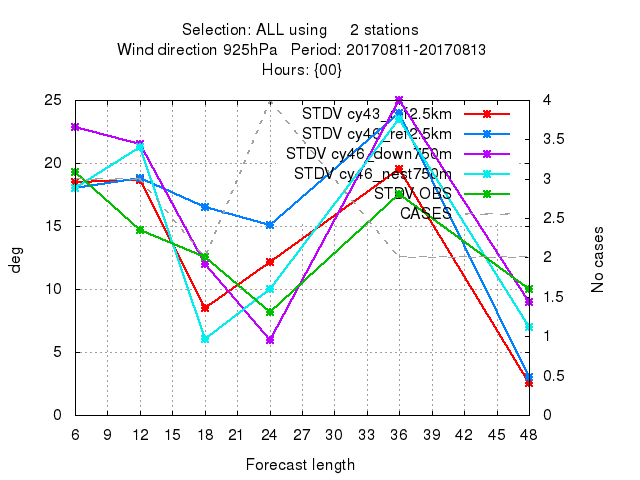 Selection: ALL using 2 stations
Wind direction 925hPa Period: 20170811-20170813
Hours: {00}
25
20
15
10
5
0
deg
STDV cy43_ref2.5km
STDV cy46_ref2.5km
STDV cy46_down750m
STDV cy46_nest750m
STDV OBS
CASES
4
3.5
3
2.5
2
1.5
1
0.5
0
No cases
6 9 12 15 18 21 24 27 30 33 36 39 42 45 48
Forecast length